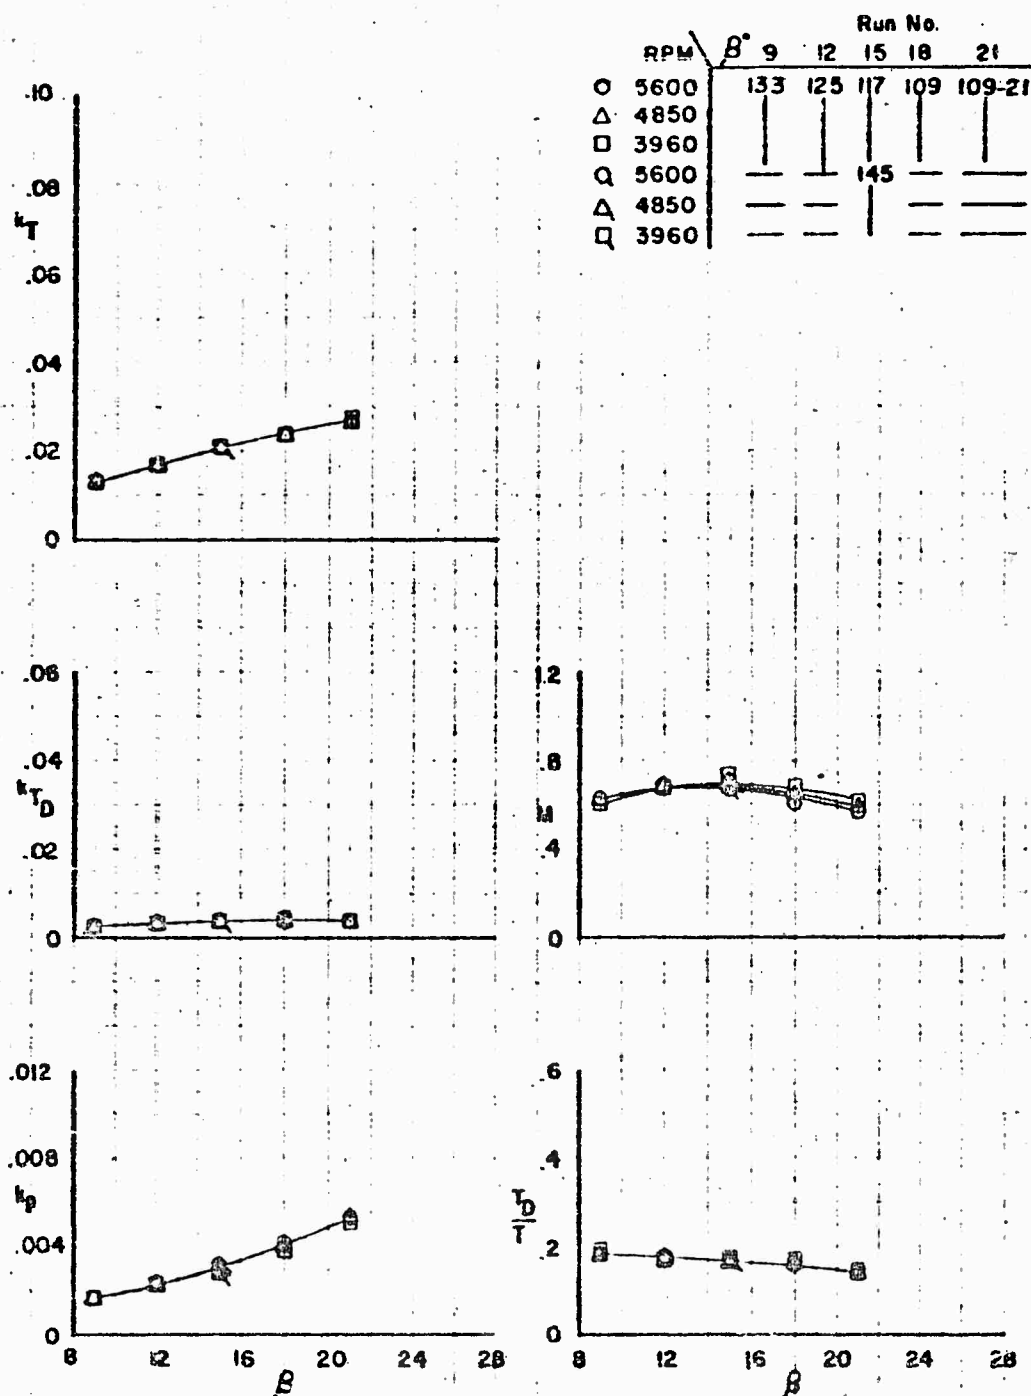 Run No.
RPM β° 9 12 15 18 21
5600 133 125 117 109 109-21
4850
3960
5600 — — 145 — —
4850 — — — —
3960 — — — —
.10
.08
kT
.06
.04
.02
0
.06
.04
kTD
.02
0
1.2
.8
M
.4
0
.012
.008
kp
.004
0
8 12 16 20 24 28
β
.6
.4
TD
T
.2
0
8 12 16 20 24 28
β